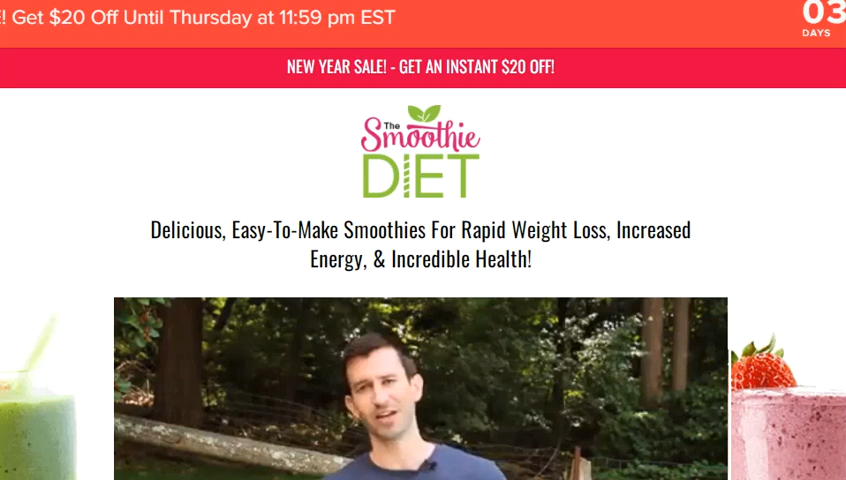 ! Get $20 Off Until Thursday at 11:59 pm EST
03
DAYS
NEW YEAR SALE! - GET AN INSTANT $20 OFF!
The
Smoothie
DIET
Delicious, Easy-To-Make Smoothies For Rapid Weight Loss, Increased
Energy, & Incredible Health!